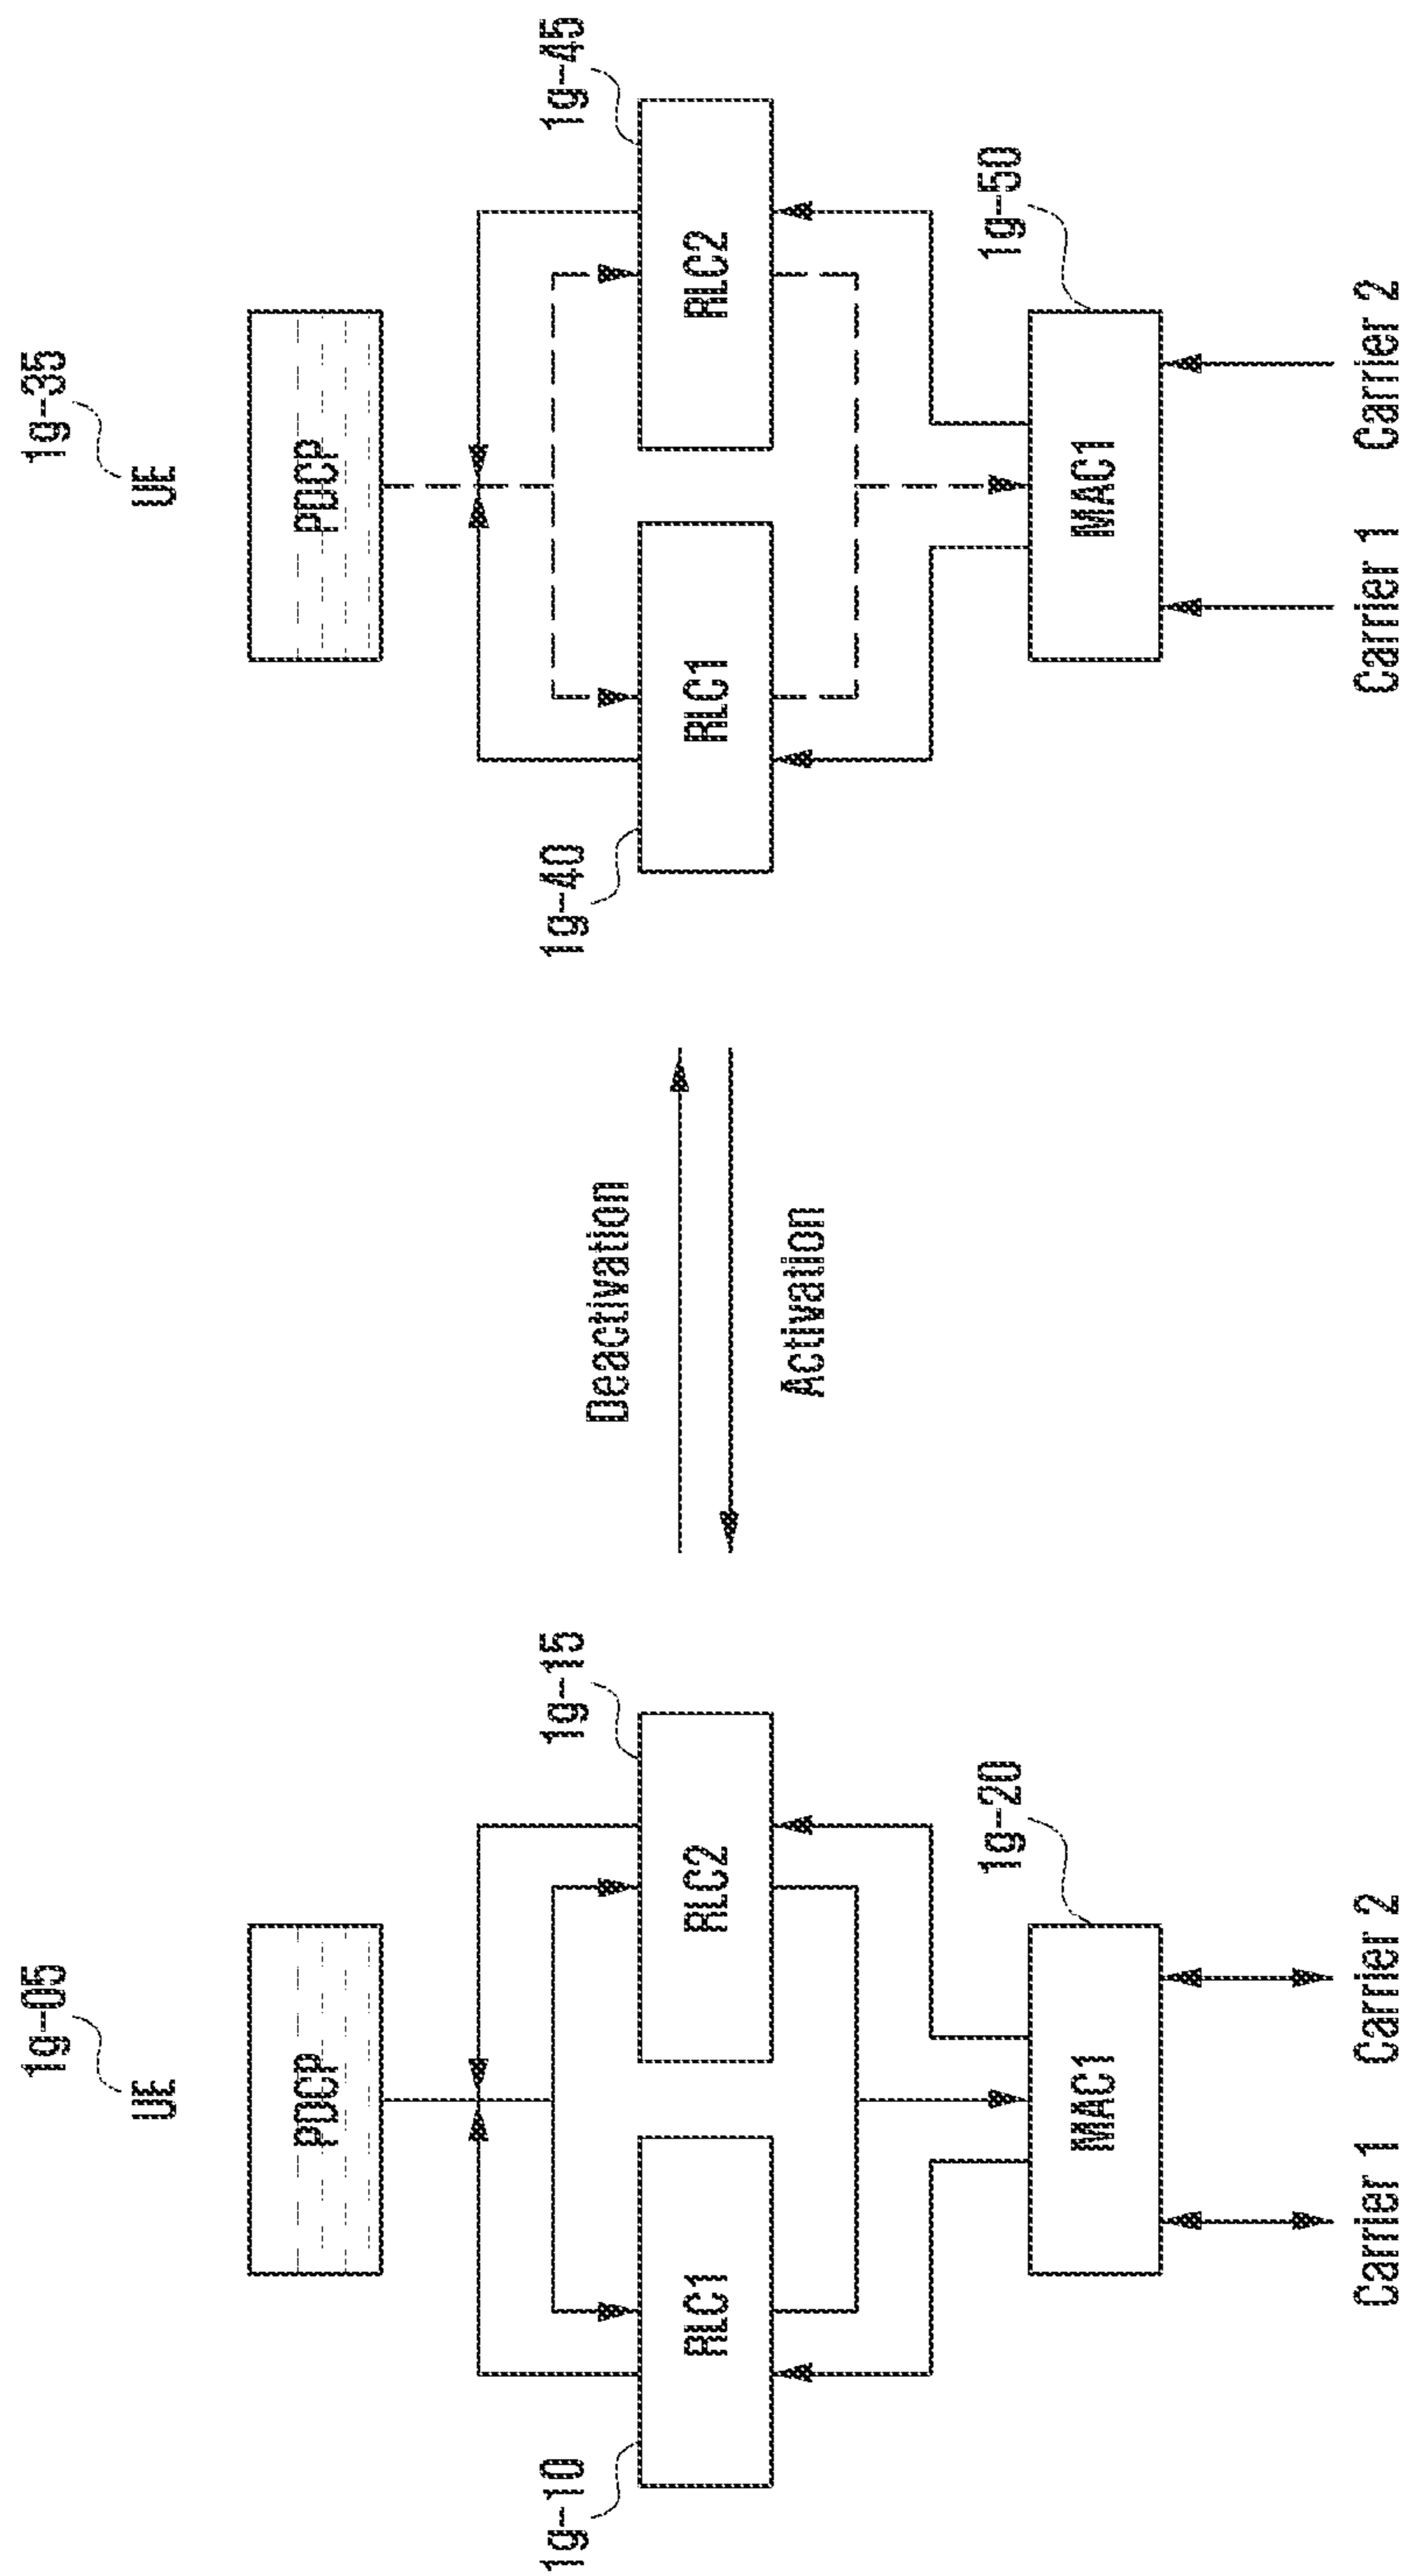 1g-05
UE
PDCP
1g-10
RLC1
1g-15
RLC2
1g-20
MAC1
Carrier 1
Carrier 2
Deactivation
Activation
1g-35
UE
PDCP
1g-40
RLC1
1g-45
RLC2
1g-50
MAC1
Carrier 1
Carrier 2